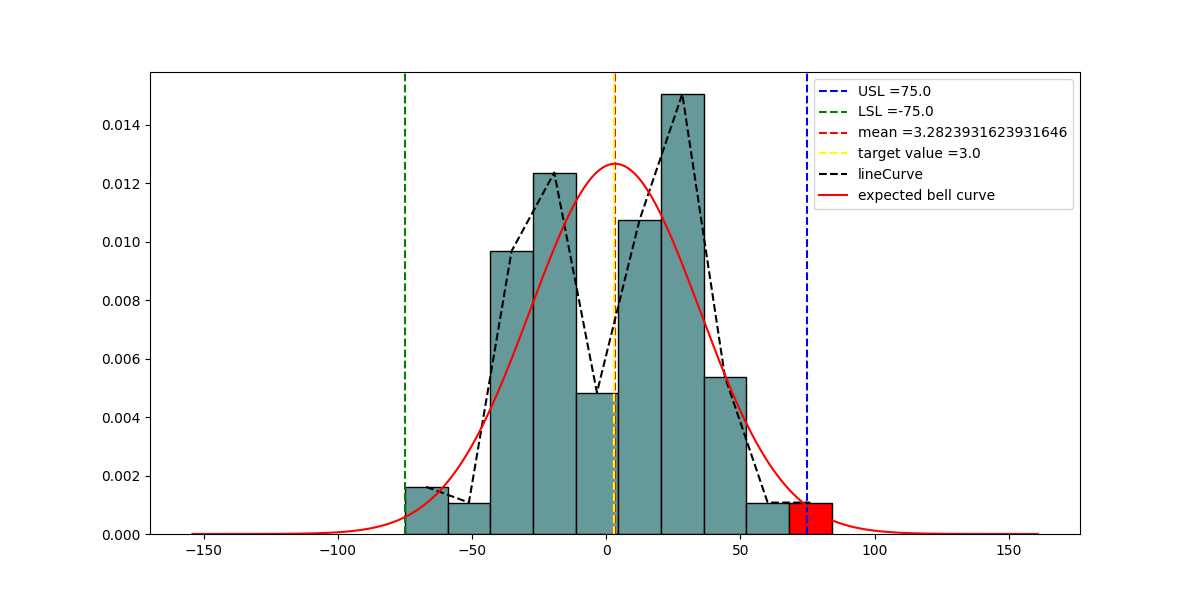 USL =75.0
LSL =-75.0
mean =3.2823931623931646
target value =3.0
lineCurve
expected bell curve
0.014
0.012
0.010
0.008
0.006
0.004
0.002
0.000
−150 −100 −50 0 50 100 150